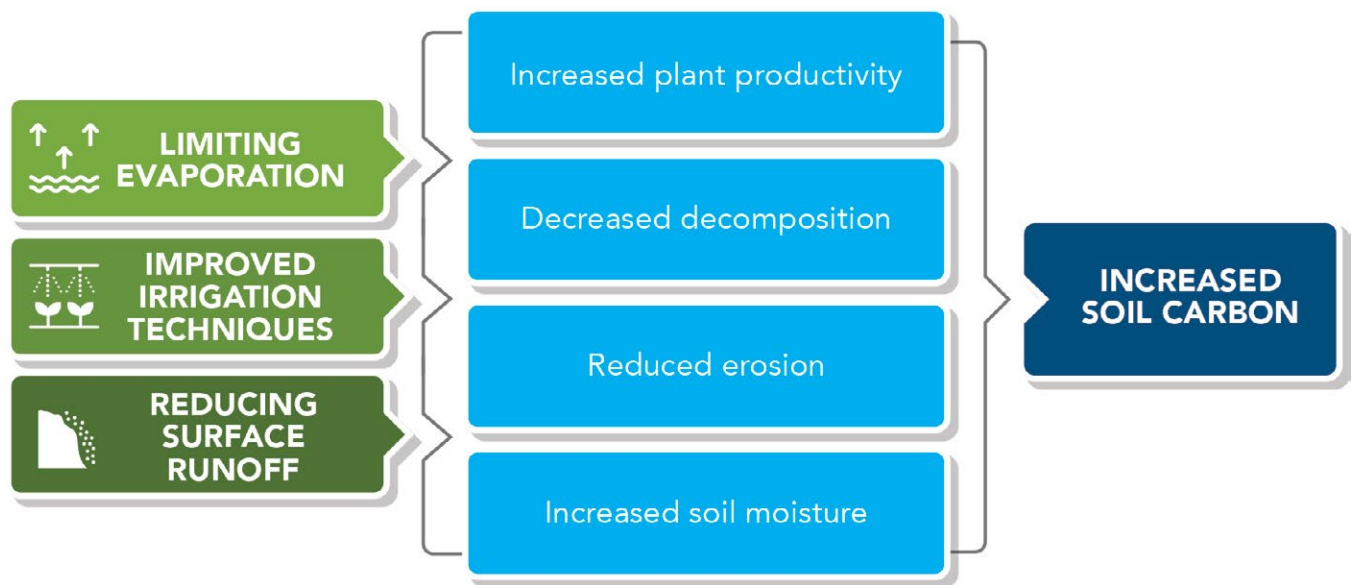 LIMITING
EVAPORATION
IMPROVED
IRRIGATION
TECHNIQUES
REDUCING
SURFACE
RUNOFF
Increased plant productivity
Decreased decomposition
Reduced erosion
Increased soil moisture
INCREASED
SOIL CARBON